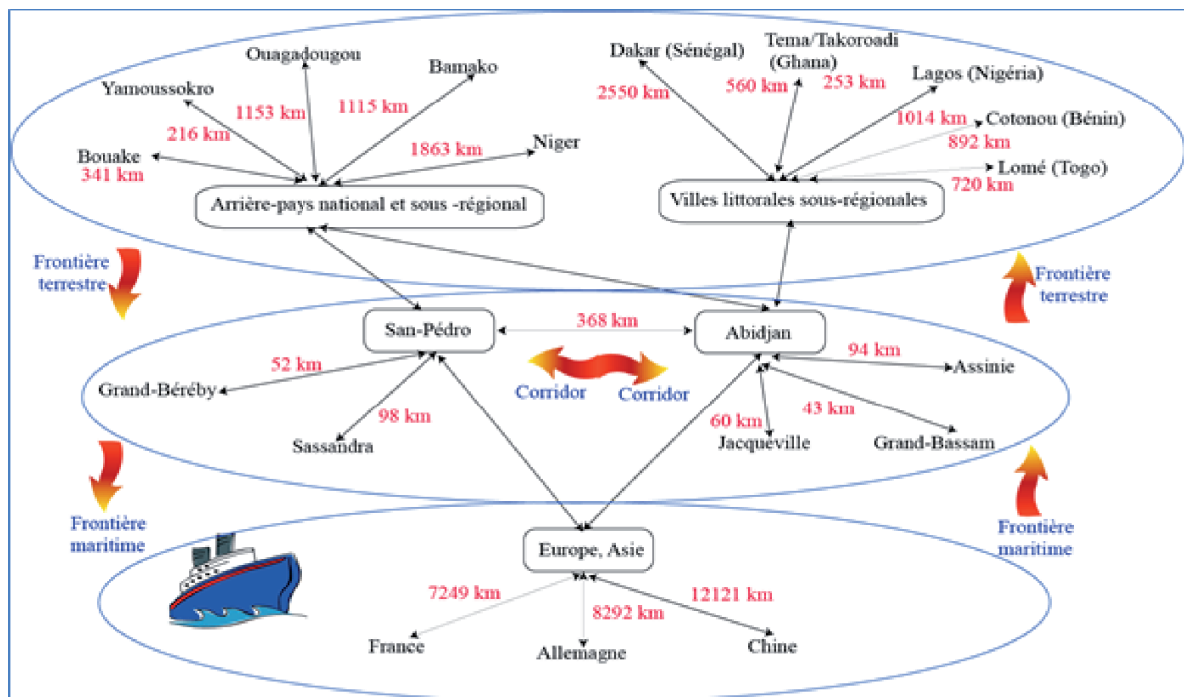 Ouagadougou
Bamako
Yamoussokro
1153 km
1115 km
216 km
Bouake
341 km
1863 km
Niger
Arrière-pays national et sous -régional
Dakar (Sénégal)
Tema/Takoroadi
(Ghana)
2550 km
560 km
253 km
Lagos (Nigéria)
1014 km
Cotonou (Bénin)
892 km
Lomé (Togo)
720 km
Villes littorales sous-régionales
Frontière
terrestre
Frontière
terrestre
San-Pédro
368 km
Abidjan
Corridor
Corridor
52 km
Grand-Béréby
98 km
Sassandra
94 km
Assinie
60 km
43 km
Jacqueville
Grand-Bassam
Frontière
maritime
Frontière
maritime
Europe, Asie
7249 km
8292 km
12121 km
France
Allemagne
Chine